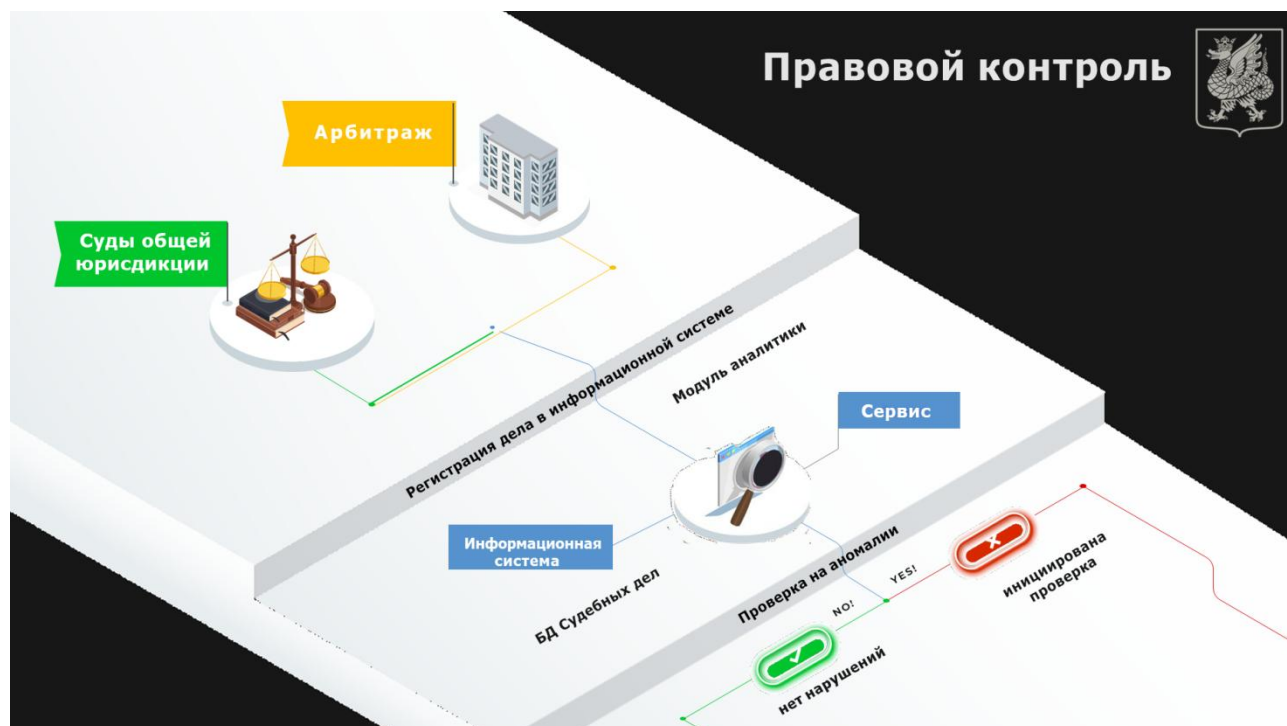 Правовой контроль
Арбитраж
Суды общей
юрисдикции
Регистрация дела в информационной системе
Модуль аналитики
Сервис
Информационная
система
БД Судебных дел
Проверка на аномалии
YES!
NO!
инициирована
проверка
нет нарушений